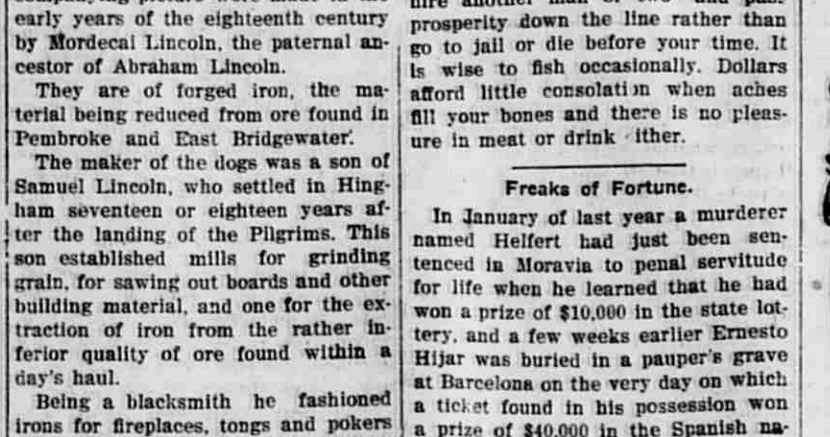 early years of the eighteenth century
by Mordecai Lincoln, the paternal an-
cestor of Abraham Lincoln.
They are of forged iron, the ma-
terial being reduced from ore found in
Pembroke and East Bridgewater.
The maker of the dogs was a son of
Samuel Lincoln, who settled in Hing-
ham seventeen or eighteen years af-
ter the landing of the Pilgrims. This
son established mills for grinding
grain, for sawing out boards and other
building material, and one for the ex-
traction of iron from the rather in-
ferior quality of ore found within a
day's haul.
Being a blacksmith he fashioned
irons for fireplaces, tongs and pokers
prosperity down the line rather than
go to jail or die before your time. It
is wise to fish occasionally. Dollars
afford little consolation when aches
fill your bones and there is no pleas-
ure in meat or drink ither.
Freaks of Fortune.
In January of last year a murderer
named Helfert had just been sen-
tenced in Moravia to penal servitude
for life when he learned that he had
won a prize of $10,000 in the state lot-
tery, and a few weeks earlier Ernesto
Hijar was buried in a pauper's grave
at Barcelona on the very day on which
a ticket found in his possession won
a prize of $40,000 in the Spanish na-